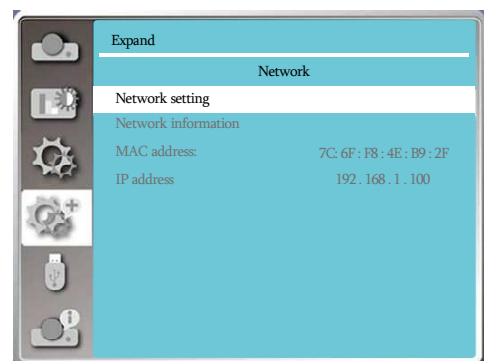 Expand
Network
Network setting
Network information
MAC address: 7C: 6F : F8 : 4E : B9 : 2F
IP address 192 . 168 . 1 . 100